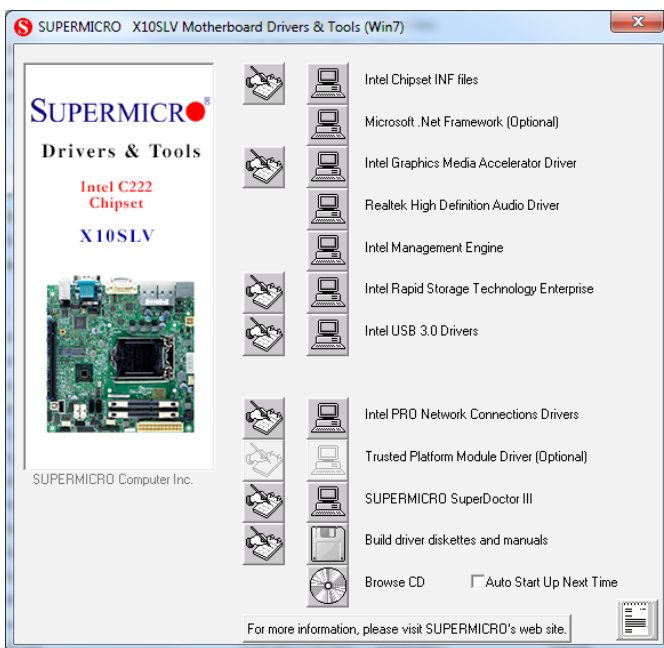 SUPERMICRO X10SLV Motherboard Drivers & Tools (Win7)
SUPERMICRO®
Drivers & Tools
Intel C222
Chipset
X10SLV
SUPERMICRO Computer Inc.
Intel Chipset INF files
Microsoft .Net Framework (Optional)
Intel Graphics Media Accelerator Driver
Realtek High Definition Audio Driver
Intel Management Engine
Intel Rapid Storage Technology Enterprise
Intel USB 3.0 Drivers
Intel PRO Network Connections Drivers
Trusted Platform Module Driver (Optional)
SUPERMICRO SuperDoctor III
Build driver diskettes and manuals
Browse CD
Auto Start Up Next Time
For more information, please visit SUPERMICRO's web site.